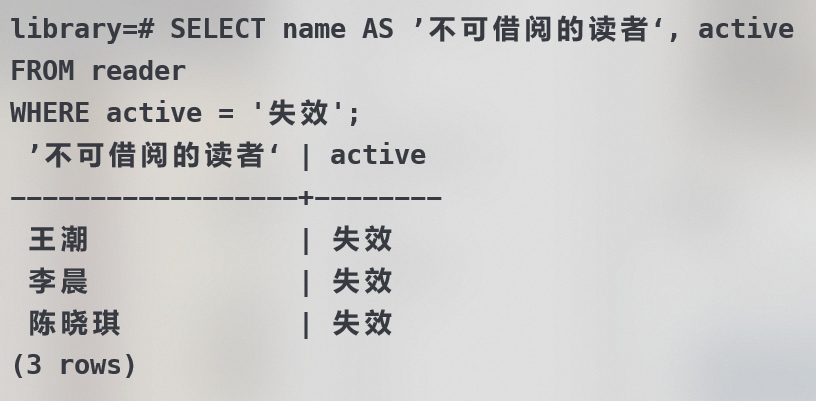 library=# SELECT name AS ’不可借阅的读者‘, active
FROM reader
WHERE active = '失效';
 ’不可借阅的读者‘ | active
------------------+--------
 王潮             | 失效
 李晨             | 失效
 陈晓琪           | 失效
(3 rows)